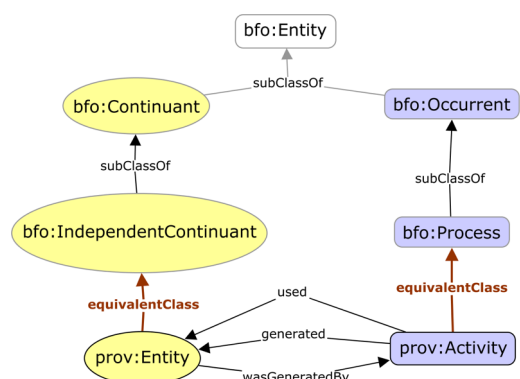 bfo:Entity
subClassOf
bfo:Continuant
bfo:Occurrent
subClassOf
subClassOf
bfo:IndependentContinuant
bfo:Process
equivalentClass
equivalentClass
used
generated
prov:Entity
prov:Activity
wasGeneratedBy